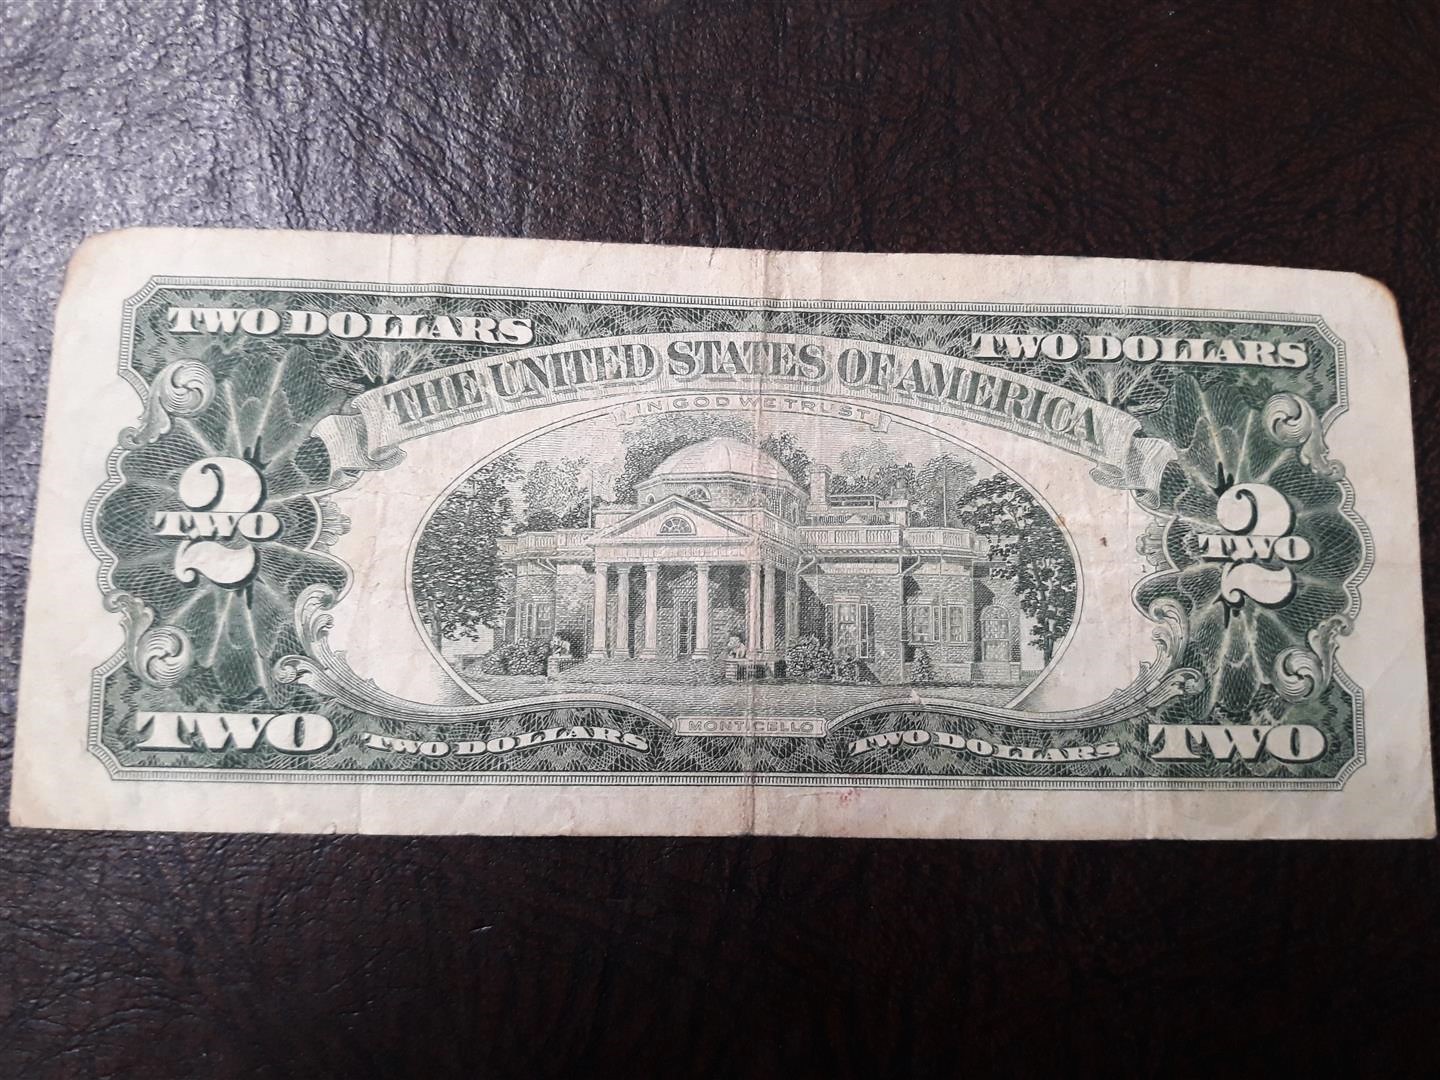 TWO DOLLARS
TWO DOLLARS
THE UNITED STATES OF AMERICA
IN GOD WE TRUST
2
TWO
2
TWO
MONTICELLO
TWO
TWO DOLLARS
TWO DOLLARS
TWO